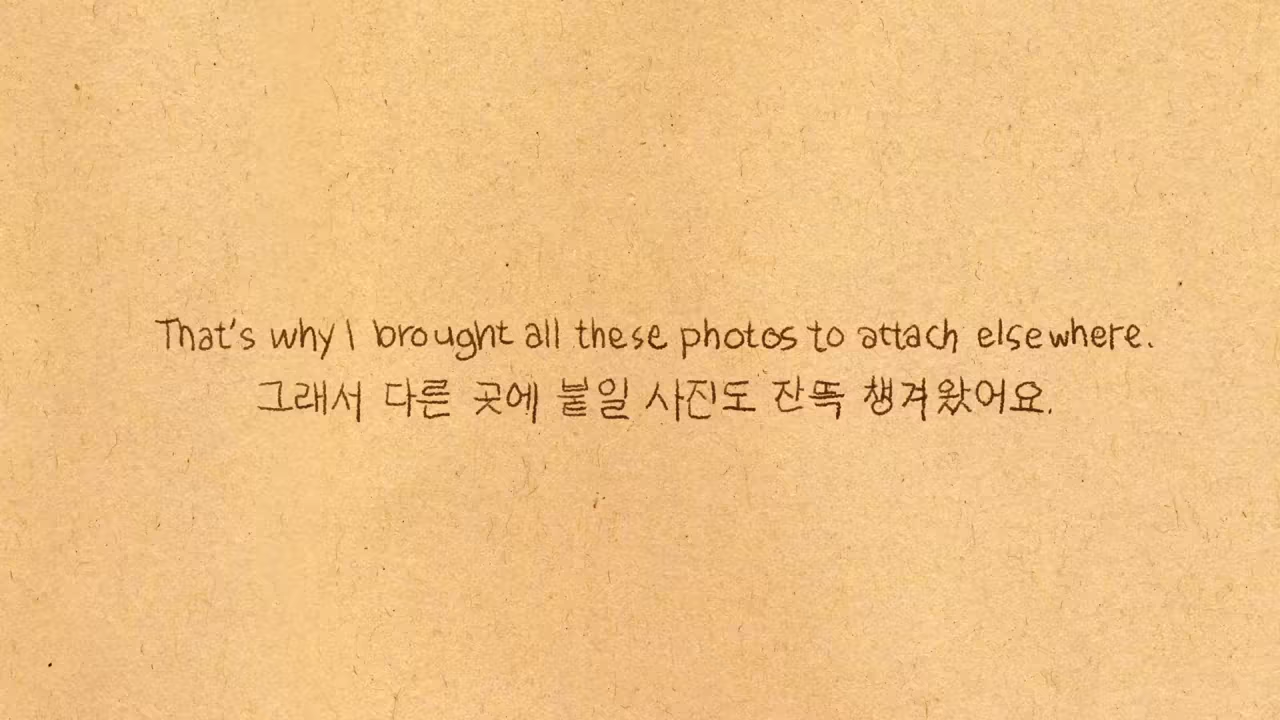 That's why I brought all these photos to attach elsewhere.
그래서 다른 곳에 붙일 사진도 잔뜩 챙겨왔어요.